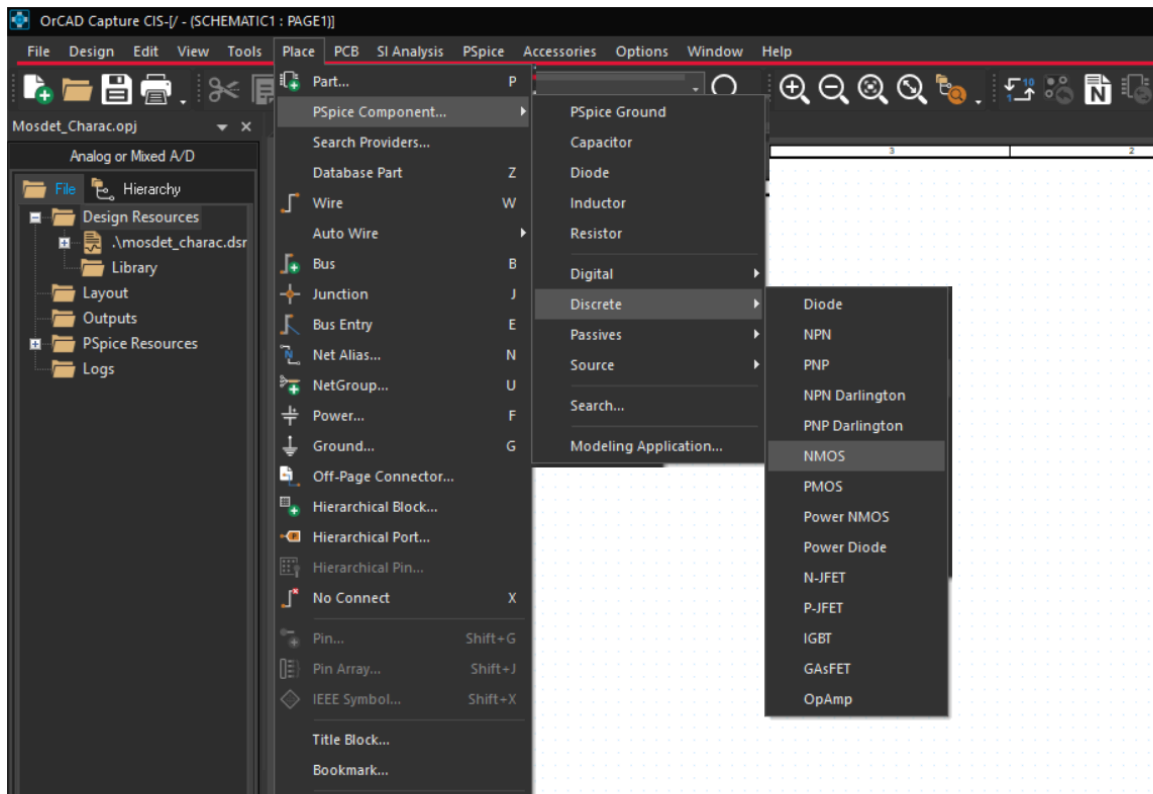 OrCAD Capture CIS-[/ - (SCHEMATIC1 : PAGE1)]
File Design Edit View Tools Place PCB SI Analysis PSpice Accessories Options Window Help
Mosdet_Charac.opj
Analog or Mixed A/D
File Hierarchy
Design Resources
.\mosdet_charac.dsr
Library
Layout
Outputs
PSpice Resources
Logs
Part... P
PSpice Component...
Search Providers...
Database Part Z
Wire W
Auto Wire
Bus B
Junction J
Bus Entry E
Net Alias... N
NetGroup... U
Power... F
Ground... G
Off-Page Connector...
Hierarchical Block...
Hierarchical Port...
Hierarchical Pin...
No Connect X
Pin... Shift+G
Pin Array... Shift+J
IEEE Symbol... Shift+X
Title Block...
Bookmark...
PSpice Ground
Capacitor
Diode
Inductor
Resistor
Digital
Discrete
Passives
Source
Search...
Modeling Application...
Diode
NPN
PNP
NPN Darlington
PNP Darlington
NMOS
PMOS
Power NMOS
Power Diode
N-JFET
P-JFET
IGBT
GAsFET
OpAmp
3 2